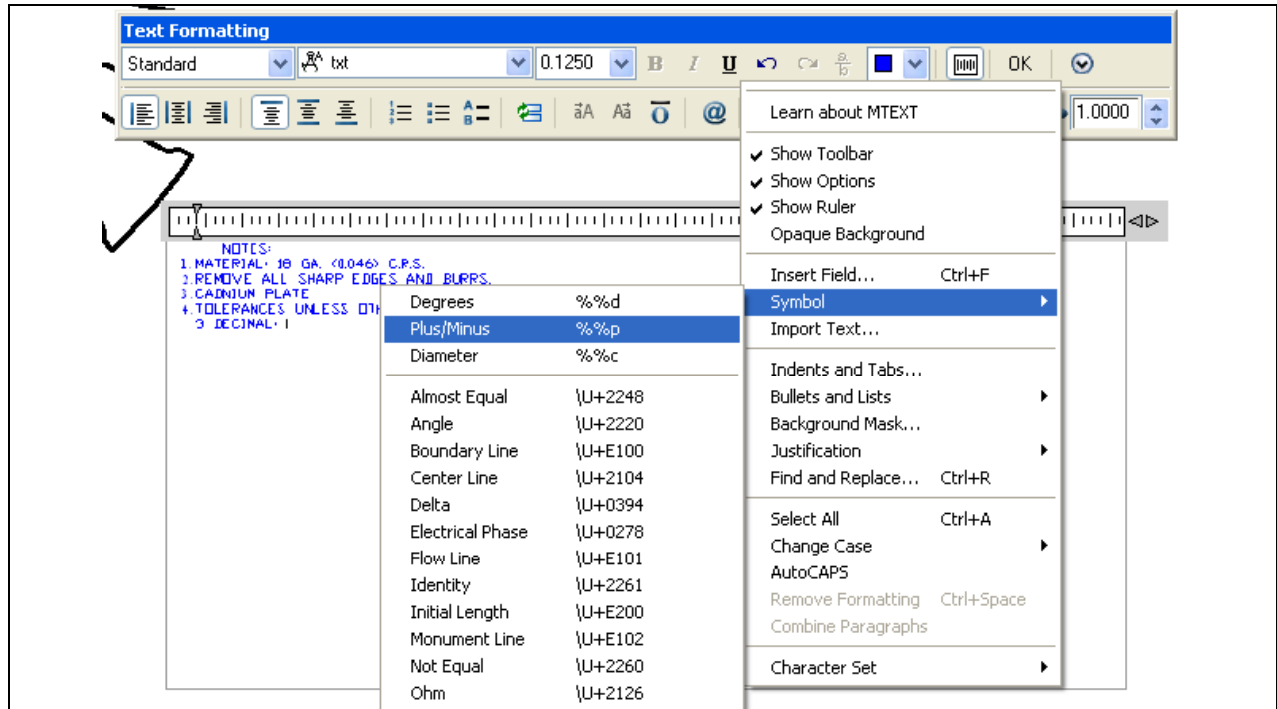 Text Formatting
Standard txt 0.1250 B I U OK
1.0000
Learn about MTEXT
Show Toolbar
Show Options
Show Ruler
Opaque Background
Insert Field... Ctrl+F
Symbol
Import Text...
Indents and Tabs...
Bullets and Lists
Background Mask...
Justification
Find and Replace... Ctrl+R
Select All Ctrl+A
Change Case
AutoCAPS
Remove Formatting Ctrl+Space
Combine Paragraphs
Character Set
NOTES:
1.MATERIAL: 18 GA. (0.046) C.R.S.
2.REMOVE ALL SHARP EDGES AND BURRS.
3.CADNIUN PLATE
4.TOLERANCES UNLESS OTH
3 DECINAL:
Degrees %%d
Plus/Minus %%p
Diameter %%c
Almost Equal \U+2248
Angle \U+2220
Boundary Line \U+E100
Center Line \U+2104
Delta \U+0394
Electrical Phase \U+0278
Flow Line \U+E101
Identity \U+2261
Initial Length \U+E200
Monument Line \U+E102
Not Equal \U+2260
Ohm \U+2126